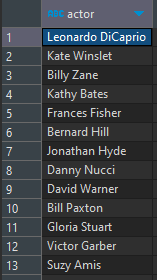 ABC actor
1 Leonardo DiCaprio
2 Kate Winslet
3 Billy Zane
4 Kathy Bates
5 Frances Fisher
6 Bernard Hill
7 Jonathan Hyde
8 Danny Nucci
9 David Warner
10 Bill Paxton
11 Gloria Stuart
12 Victor Garber
13 Suzy Amis